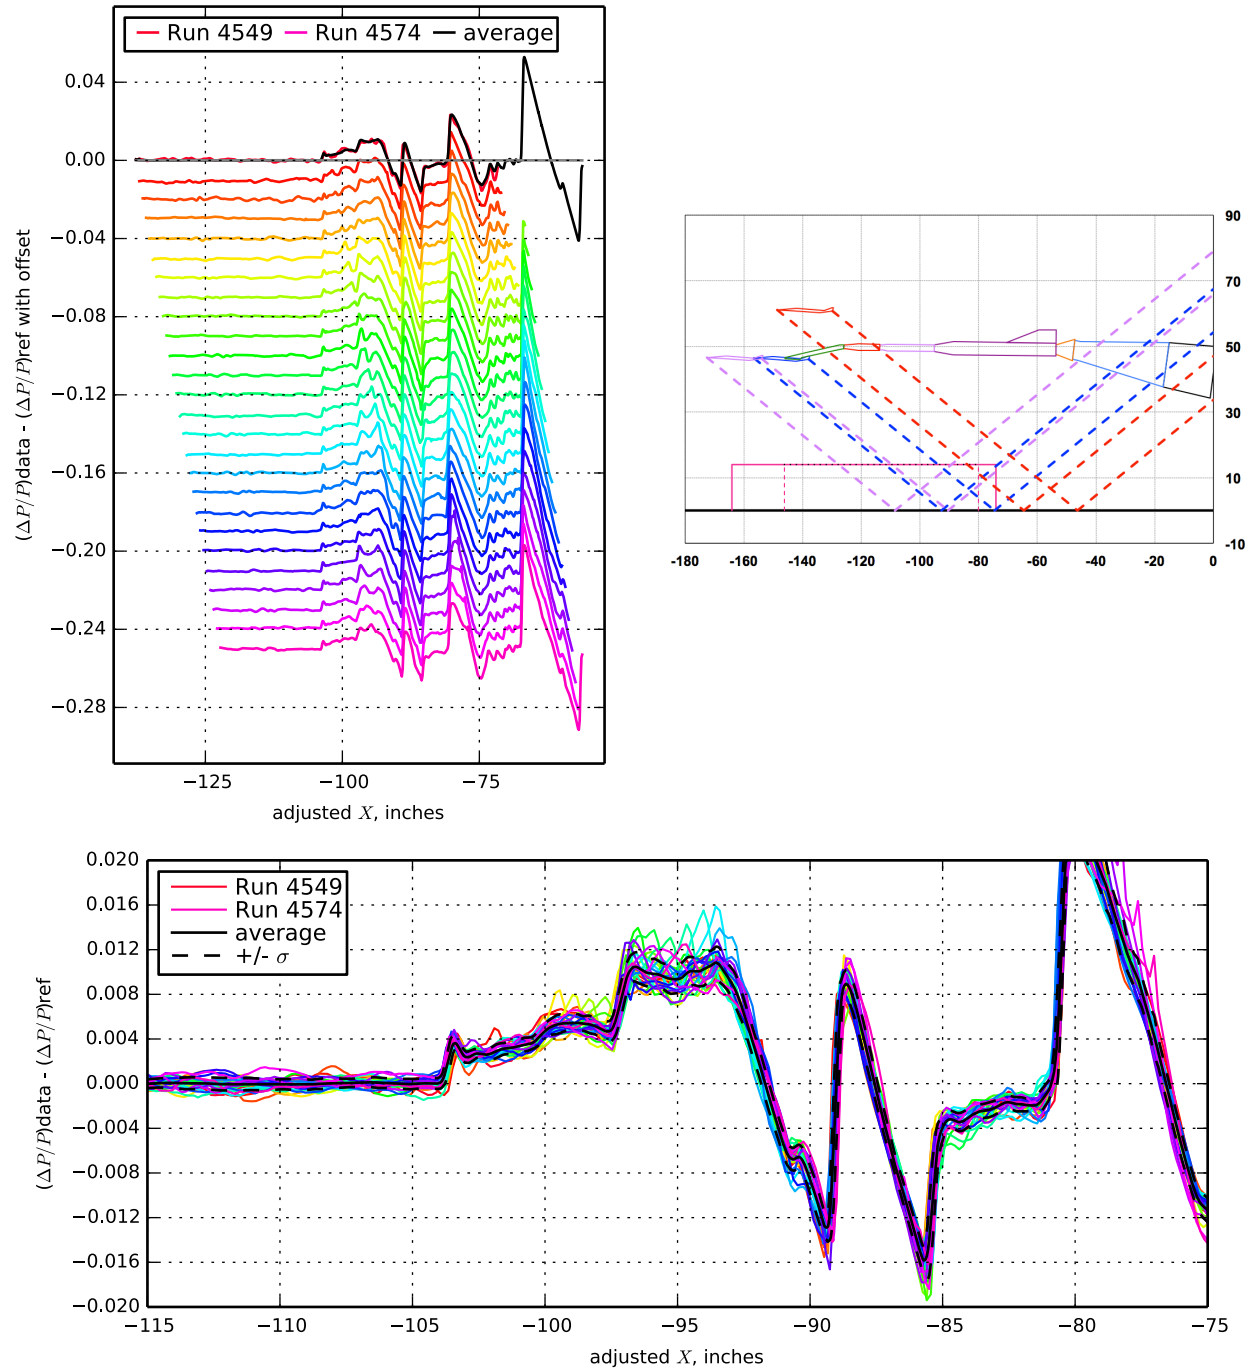 Run 4549 Run 4574 average
0.04
0.00
−0.04
−0.08
−0.12
−0.16
−0.20
−0.24
−0.28
(ΔP/P)data - (ΔP/P)ref with offset
−125 −100 −75
adjusted X, inches
90
70
50
30
10
-10
-180 -160 -140 -120 -100 -80 -60 -40 -20 0
Run 4549
Run 4574
average
+/- σ
0.020
0.016
0.012
0.008
0.004
0.000
−0.004
−0.008
−0.012
−0.016
−0.020
(ΔP/P)data - (ΔP/P)ref
−115 −110 −105 −100 −95 −90 −85 −80 −75
adjusted X, inches